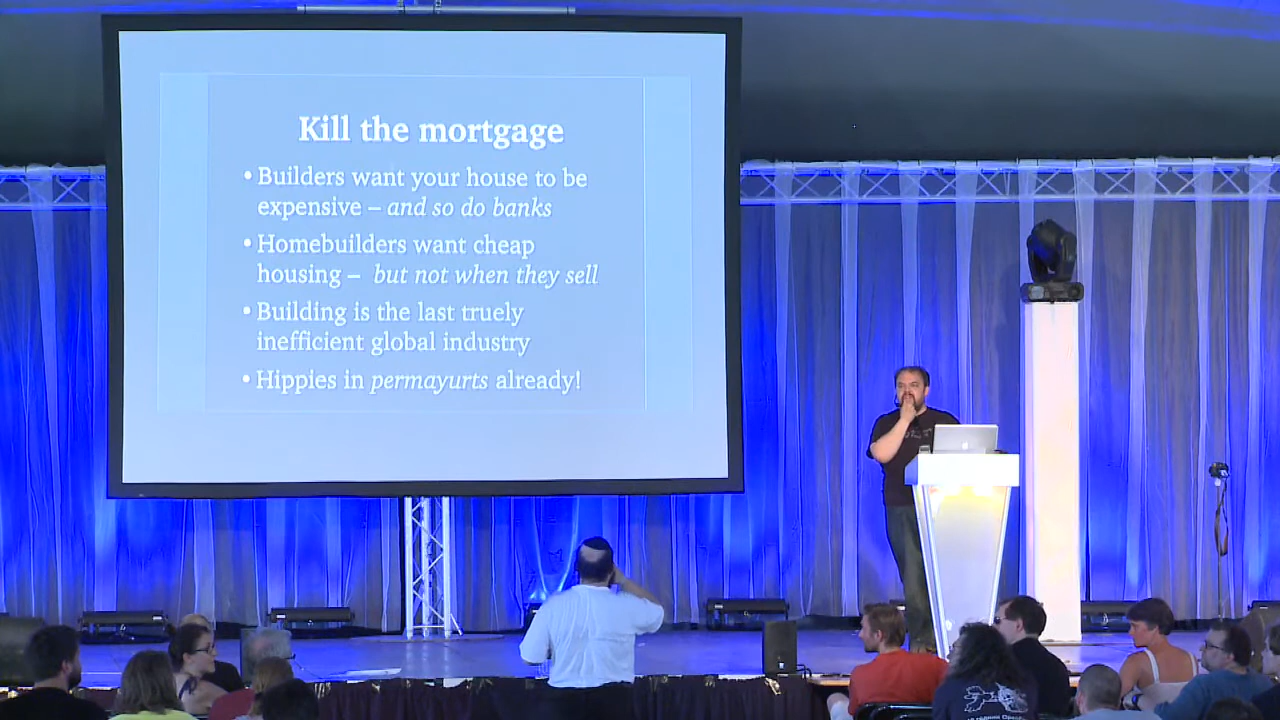 Kill the mortgage
• Builders want your house to be
expensive – and so do banks
• Homebuilders want cheap
housing – but not when they sell
• Building is the last truely
inefficient global industry
• Hippies in permayurts already!